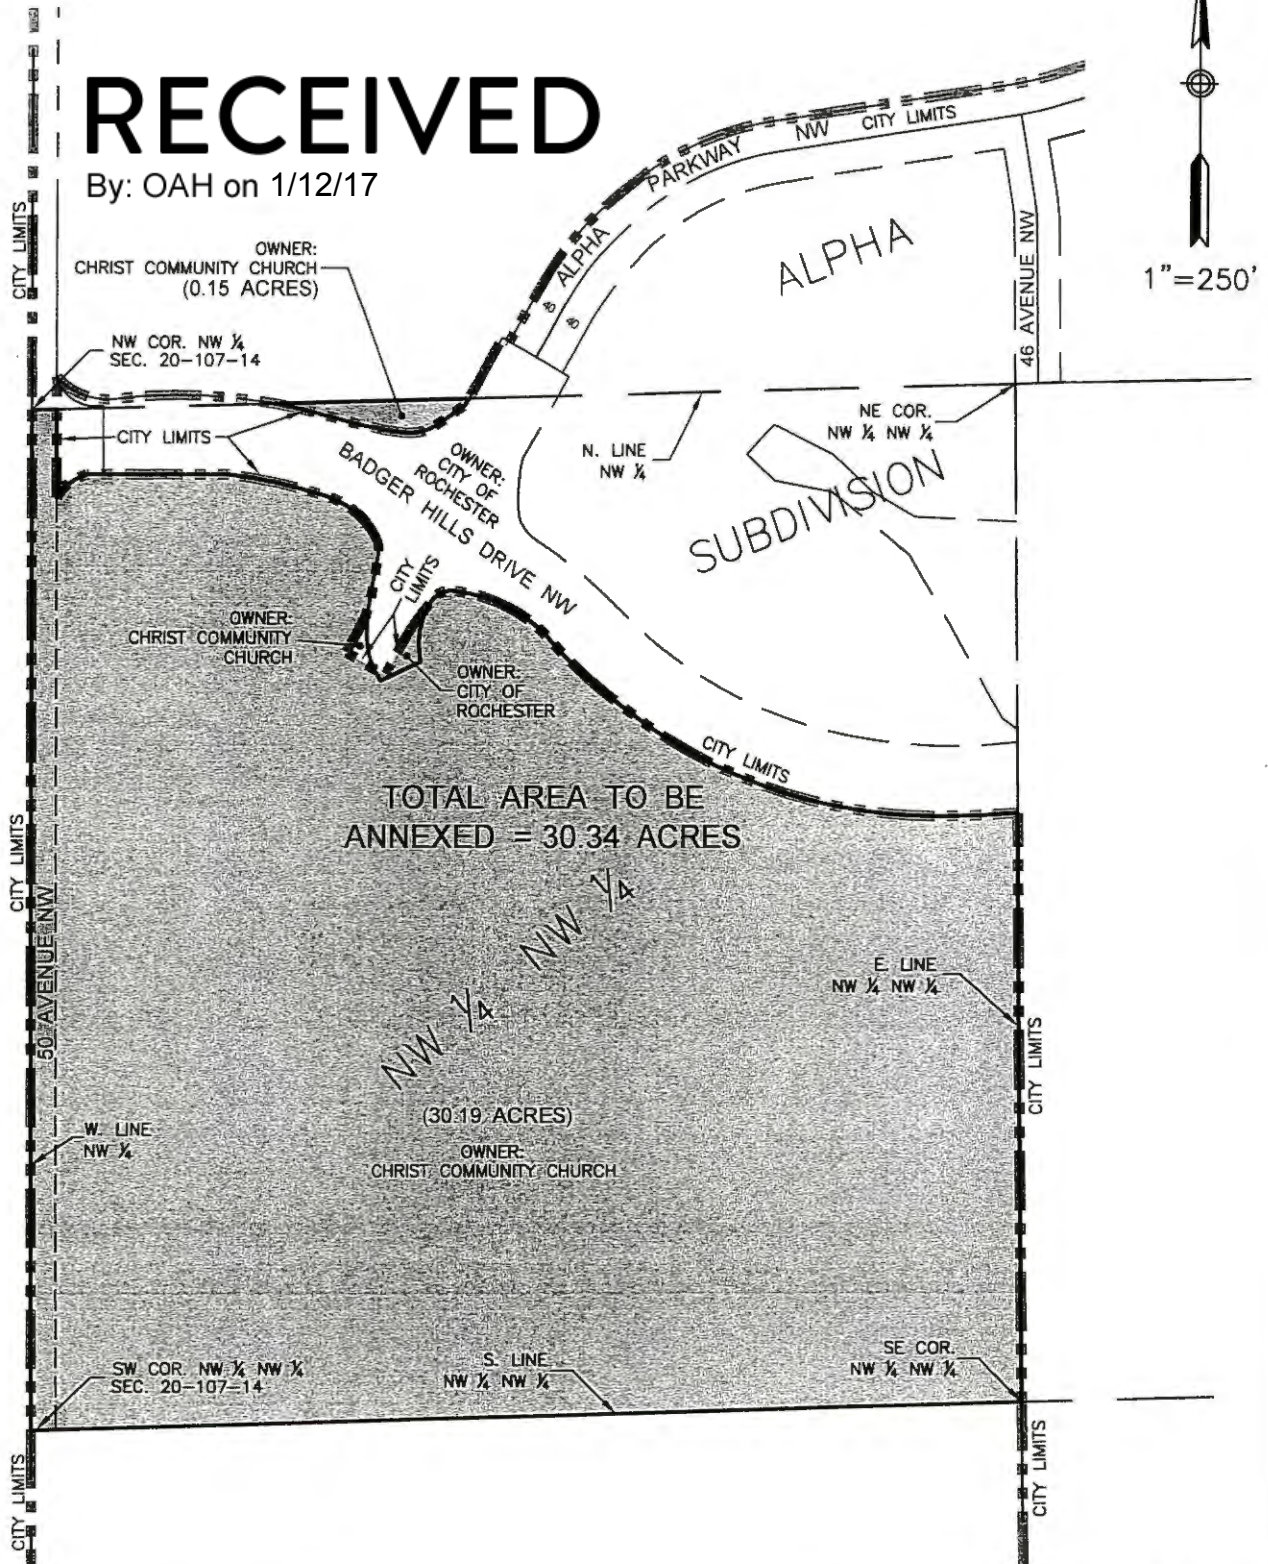 RECEIVED
By: OAH on 1/12/17
CITY LIMITS
PARKWAY NW CITY LIMITS
ALPHA
40
40
ALPHA
46 AVENUE NW
1"=250'
OWNER:
CHRIST COMMUNITY CHURCH
(0.15 ACRES)
NW COR. NW ¼
SEC. 20-107-14
CITY LIMITS
NE COR.
NW ¼ NW ¼
N. LINE
NW ¼
OWNER:
CITY OF
ROCHESTER
BADGER HILLS DRIVE NW
SUBDIVISION
CITY
LIMITS
OWNER:
CHRIST COMMUNITY
CHURCH
OWNER:
CITY OF
ROCHESTER
CITY LIMITS
TOTAL AREA TO BE
ANNEXED = 30.34 ACRES
CITY LIMITS
50 AVENUE NW
NW ¼ NW ¼
E. LINE
NW ¼ NW ¼
CITY LIMITS
(30.19 ACRES)
OWNER:
CHRIST COMMUNITY CHURCH
W. LINE
NW ¼
SW COR. NW ¼ NW ¼
SEC. 20-107-14
S. LINE
NW ¼ NW ¼
SE COR.
NW ¼ NW ¼
CITY LIMITS
CITY LIMITS